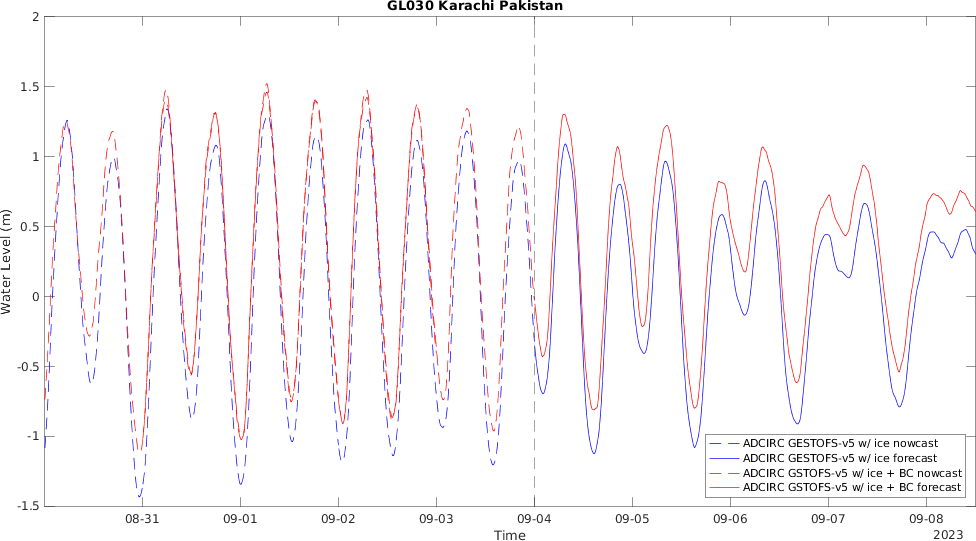 GL030 Karachi Pakistan
2
1.5
1
0.5
0
-0.5
-1
-1.5
Water Level (m)
08-31 09-01 09-02 09-03 09-04 09-05 09-06 09-07 09-08
Time
2023
ADCIRC GESTOFS-v5 w/ ice nowcast
ADCIRC GESTOFS-v5 w/ ice forecast
ADCIRC GSTOFS-v5 w/ ice + BC nowcast
ADCIRC GSTOFS-v5 w/ ice + BC forecast